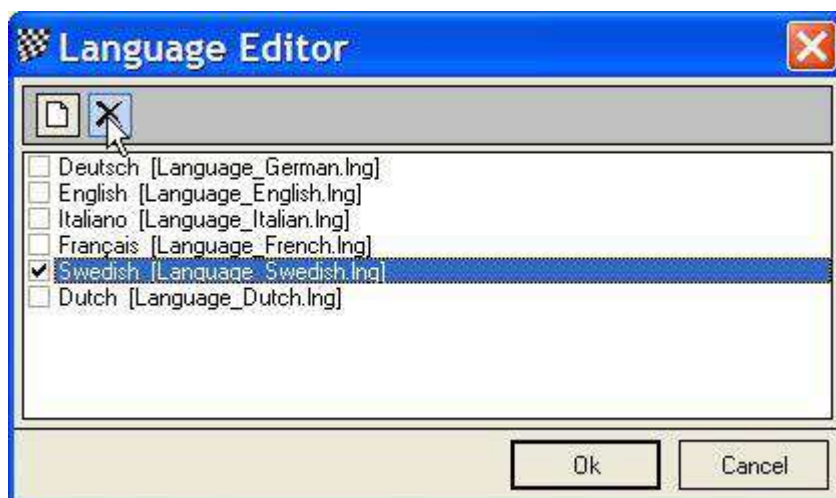 Language Editor
Deutsch [Language_German.lng]
English [Language_English.lng]
Italiano [Language_Italian.lng]
Français [Language_French.lng]
Swedish [Language_Swedish.lng]
Dutch [Language_Dutch.lng]
Ok
Cancel